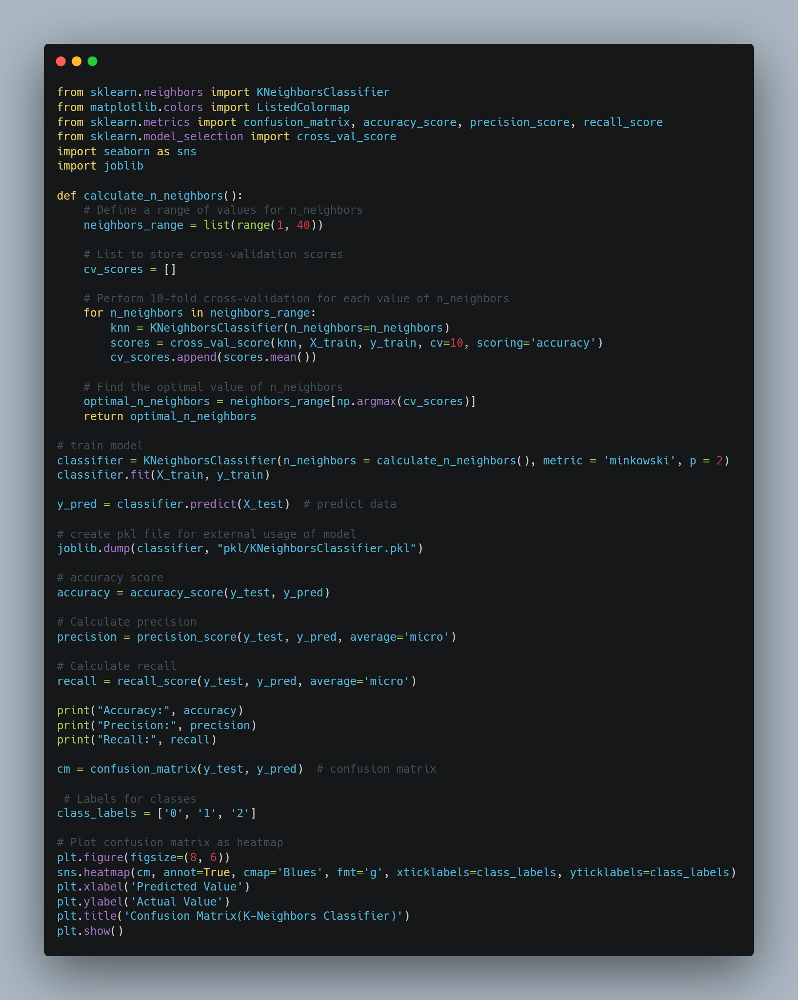 from sklearn.neighbors import KNeighborsClassifier
from matplotlib.colors import ListedColormap
from sklearn.metrics import confusion_matrix, accuracy_score, precision_score, recall_score
from sklearn.model_selection import cross_val_score
import seaborn as sns
import joblib

def calculate_n_neighbors():
    # Define a range of values for n_neighbors
    neighbors_range = list(range(1, 40))

    # List to store cross-validation scores
    cv_scores = []

    # Perform 10-fold cross-validation for each value of n_neighbors
    for n_neighbors in neighbors_range:
        knn = KNeighborsClassifier(n_neighbors=n_neighbors)
        scores = cross_val_score(knn, X_train, y_train, cv=10, scoring='accuracy')
        cv_scores.append(scores.mean())

    # Find the optimal value of n_neighbors
    optimal_n_neighbors = neighbors_range[np.argmax(cv_scores)]
    return optimal_n_neighbors

# train model
classifier = KNeighborsClassifier(n_neighbors = calculate_n_neighbors(), metric = 'minkowski', p = 2)
classifier.fit(X_train, y_train)

y_pred = classifier.predict(X_test)  # predict data

# create pkl file for external usage of model
joblib.dump(classifier, "pkl/KNeighborsClassifier.pkl")

# accuracy score
accuracy = accuracy_score(y_test, y_pred)

# Calculate precision
precision = precision_score(y_test, y_pred, average='micro')

# Calculate recall
recall = recall_score(y_test, y_pred, average='micro')

print("Accuracy:", accuracy)
print("Precision:", precision)
print("Recall:", recall)

cm = confusion_matrix(y_test, y_pred)  # confusion matrix

 # Labels for classes
class_labels = ['0', '1', '2']

# Plot confusion matrix as heatmap
plt.figure(figsize=(8, 6))
sns.heatmap(cm, annot=True, cmap='Blues', fmt='g', xticklabels=class_labels, yticklabels=class_labels)
plt.xlabel('Predicted Value')
plt.ylabel('Actual Value')
plt.title('Confusion Matrix(K-Neighbors Classifier)')
plt.show()